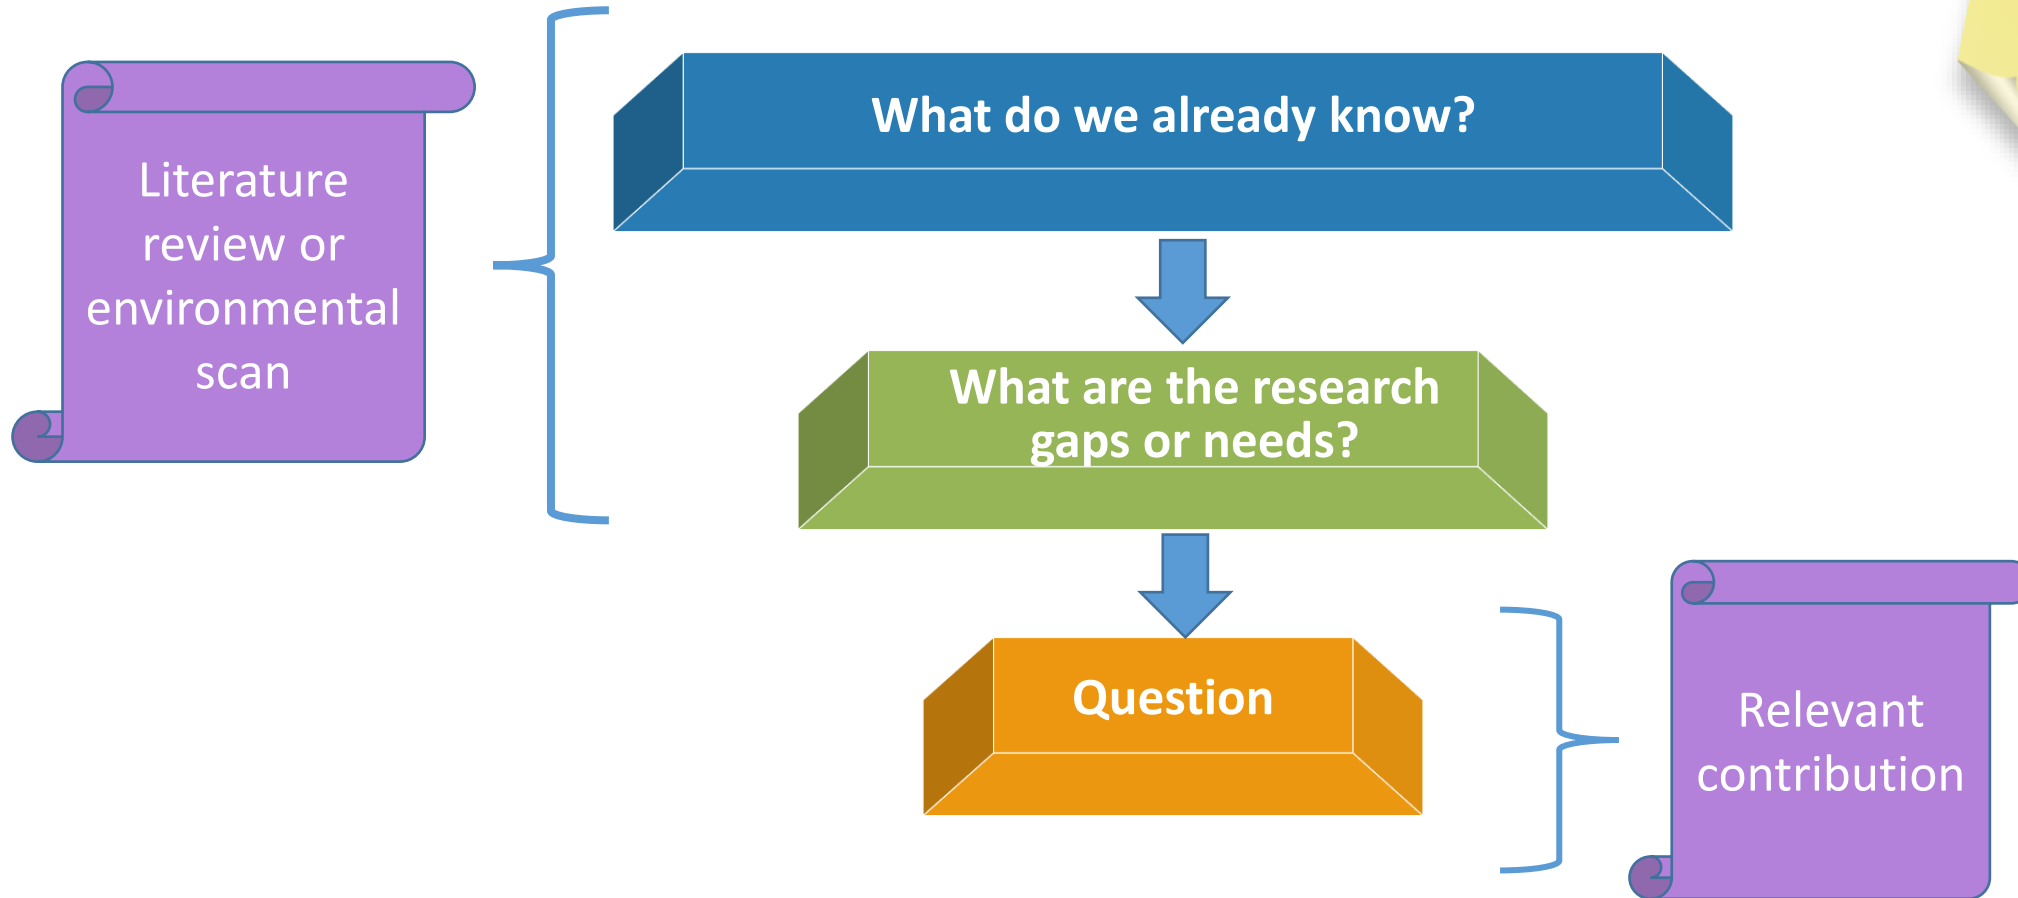 What do we already know?
Literature
review or
environmental
scan
What are the research
gaps or needs?
Question
Relevant
contribution